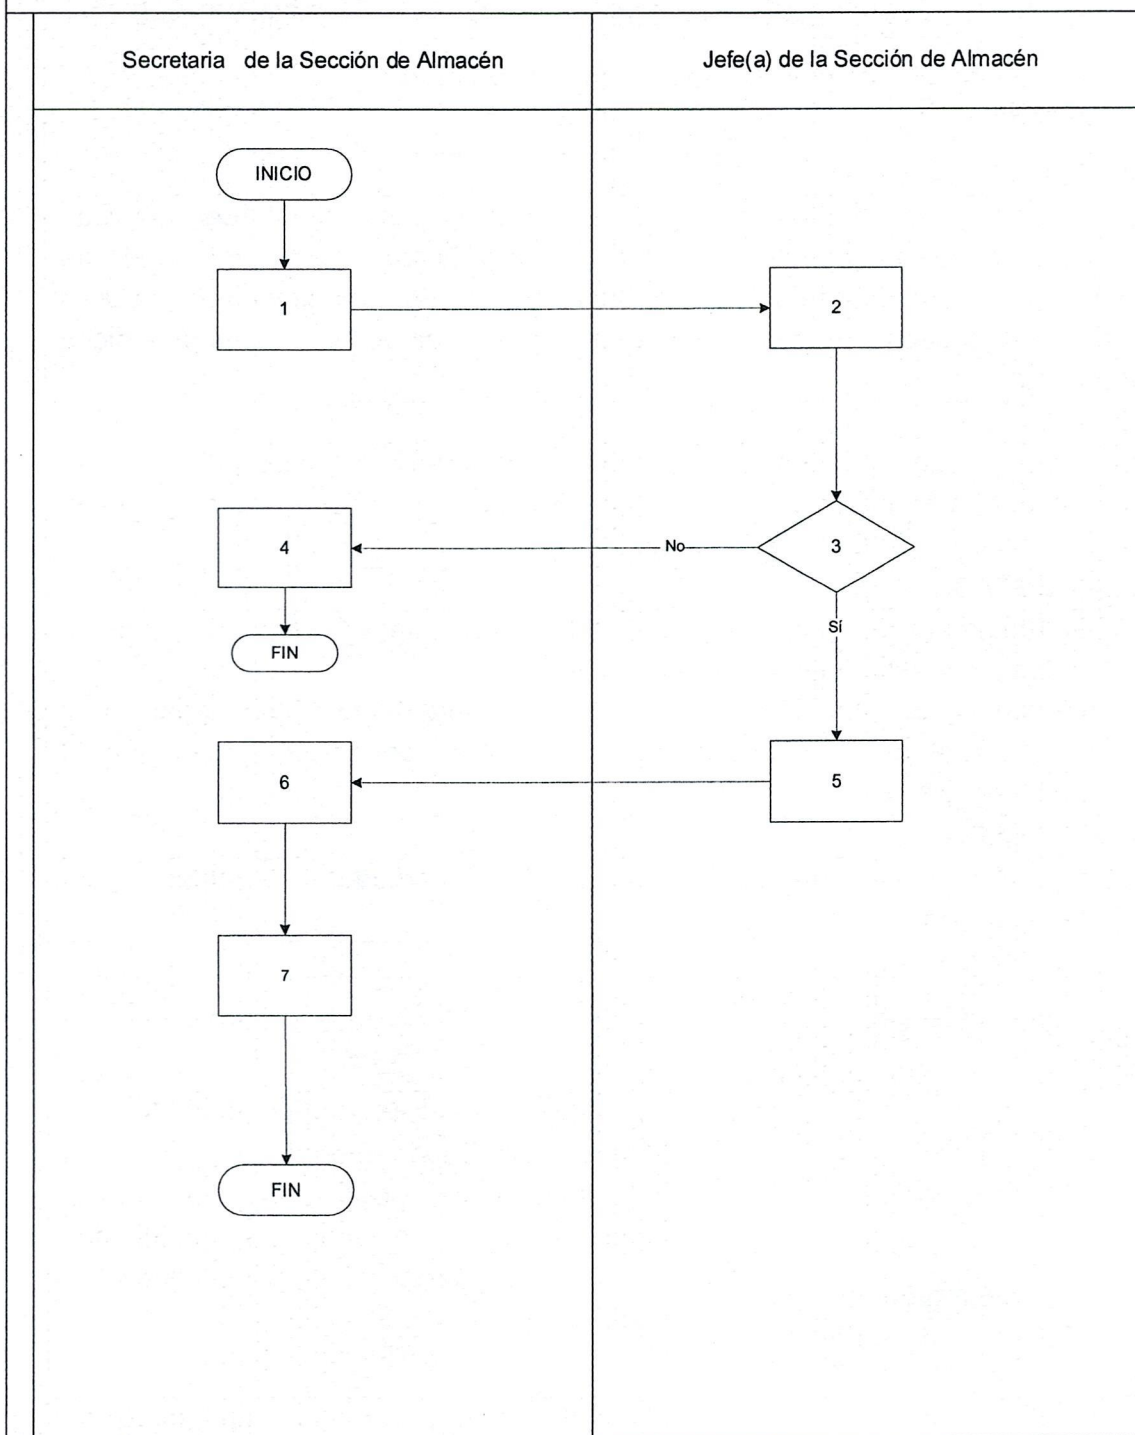 Secretaria de la Sección de Almacén
Jefe(a) de la Sección de Almacén
INICIO
1
2
4
No
3
FIN
Sí
6
5
7
FIN